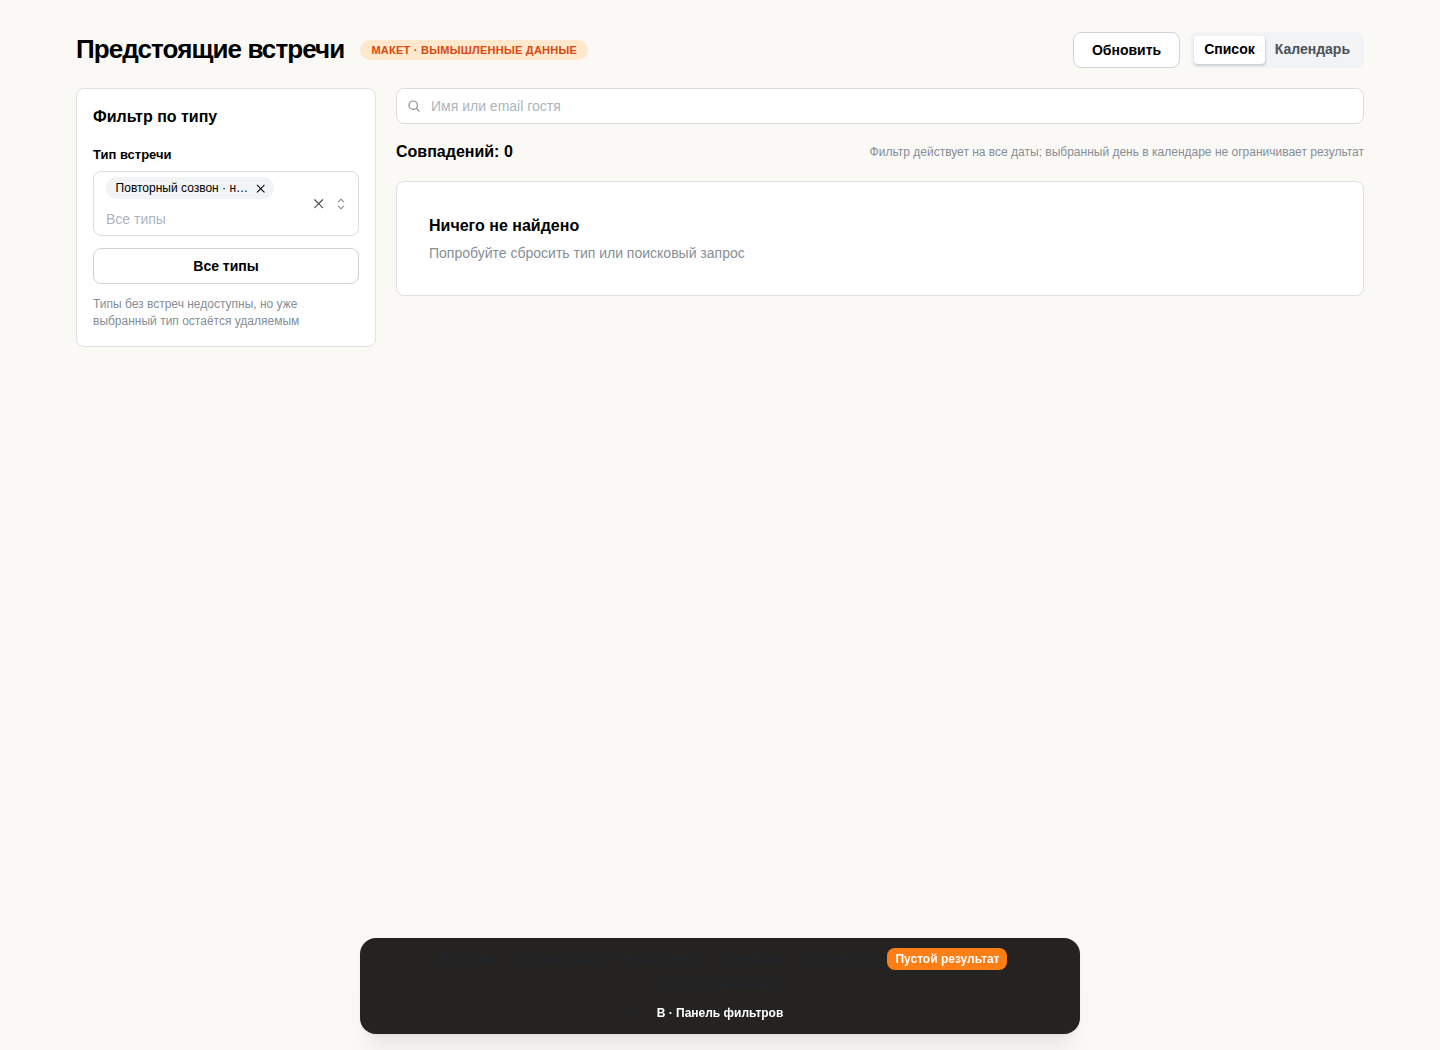 Предстоящие встречи
МАКЕТ · ВЫМЫШЛЕННЫЕ ДАННЫЕ
Обновить
Список
Календарь
Фильтр по типу
Тип встречи
Повторный созвон · н…
Все типы
Все типы
Типы без встреч недоступны, но уже
выбранный тип остаётся удаляемым
Имя или email гостя
Совпадений: 0
Фильтр действует на все даты; выбранный день в календаре не ограничивает результат
Ничего не найдено
Попробуйте сбросить тип или поисковый запрос
Пустой результат
B · Панель фильтров